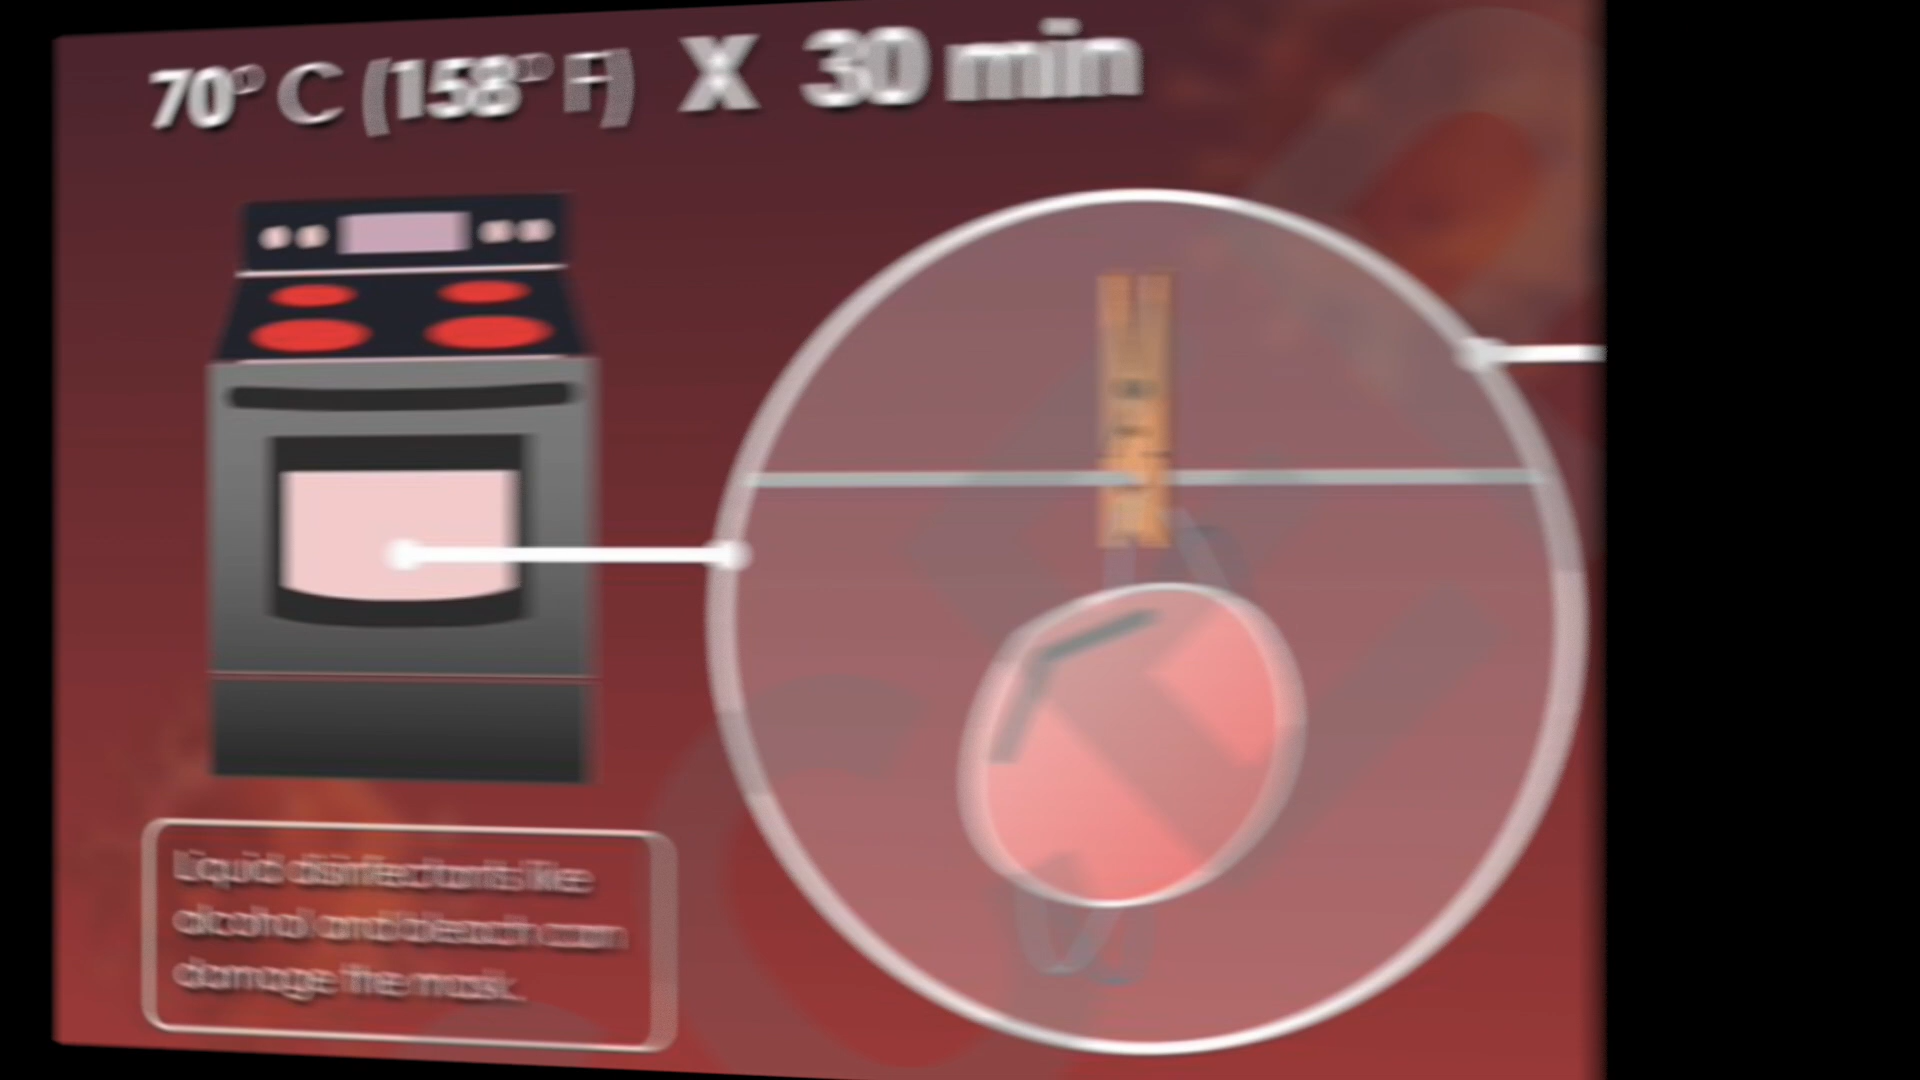 70° C (158° F) X 30 min
Liquid disinfectants like
alcohol and bleach can
damage the mask.